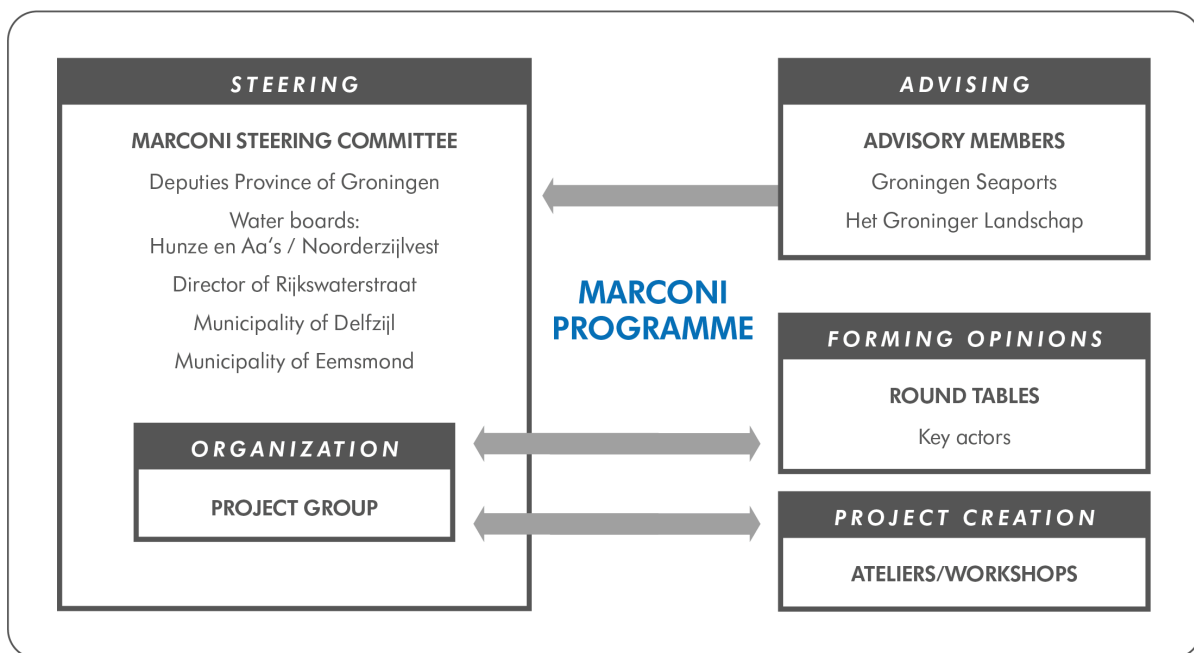 STEERING
MARCONI STEERING COMMITTEE
Deputies Province of Groningen
Water boards:
Hunze en Aa‘s / Noorderzijlvest
Director of Rijkswaterstraat
Municipality of Delfzijl
Municipality of Eemsmond
ORGANIZATION
PROJECT GROUP
MARCONI
PROGRAMME
ADVISING
ADVISORY MEMBERS
Groningen Seaports
Het Groninger Landschap
FORMING OPINIONS
ROUND TABLES
Key actors
PROJECT CREATION
ATELIERS/WORKSHOPS